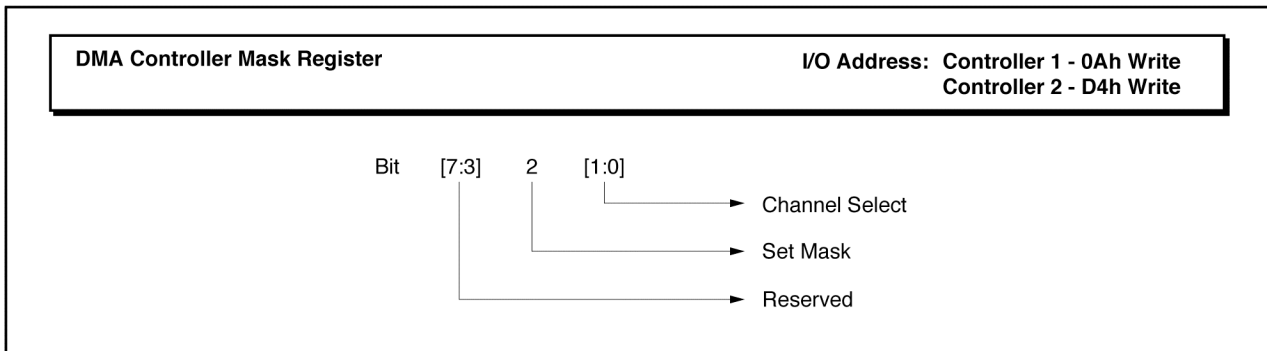 DMA Controller Mask Register
I/O Address: Controller 1 - 0Ah Write
Controller 2 - D4h Write
Bit [7:3] 2 [1:0]
Channel Select
Set Mask
Reserved